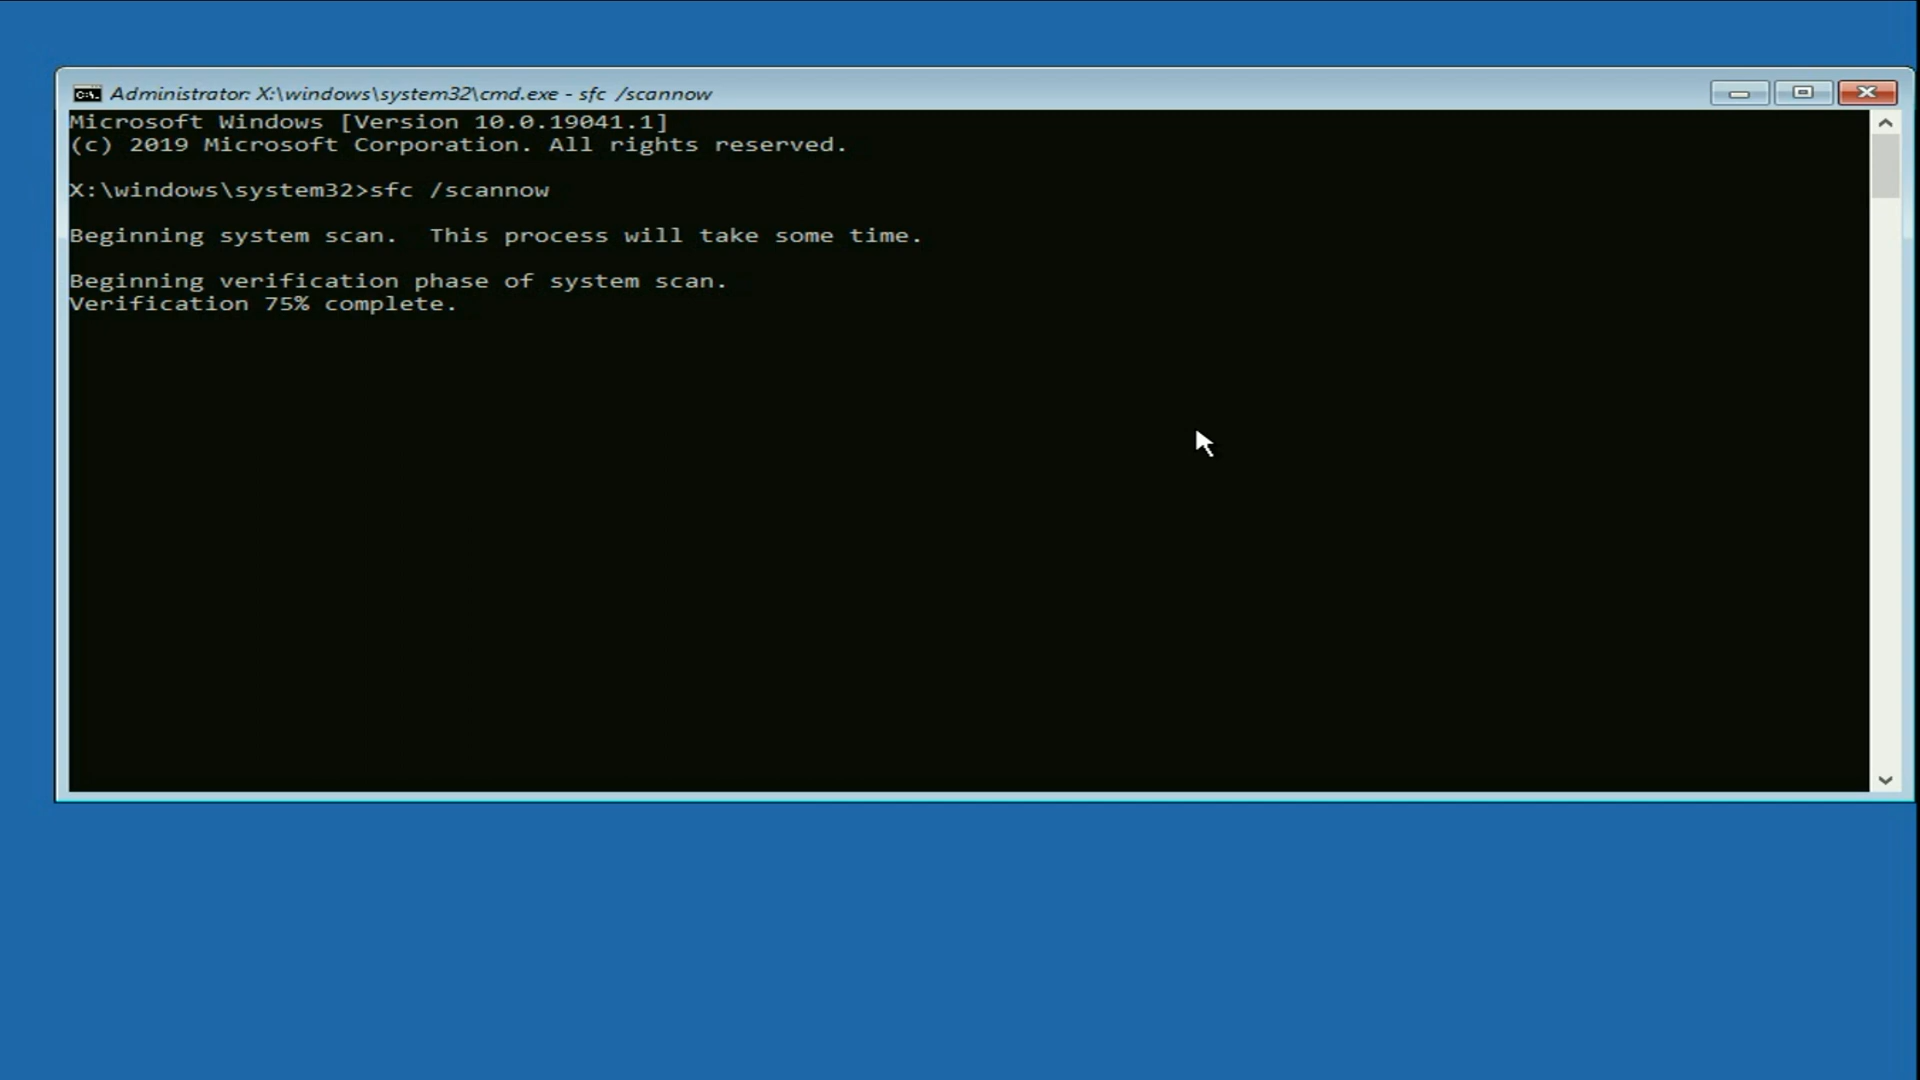 Administrator: X:\windows\system32\cmd.exe - sfc /scannow
Microsoft Windows [Version 10.0.19041.1]
(c) 2019 Microsoft Corporation. All rights reserved.
X:\windows\system32>sfc /scannow
Beginning system scan.  This process will take some time.
Beginning verification phase of system scan.
Verification 75% complete.